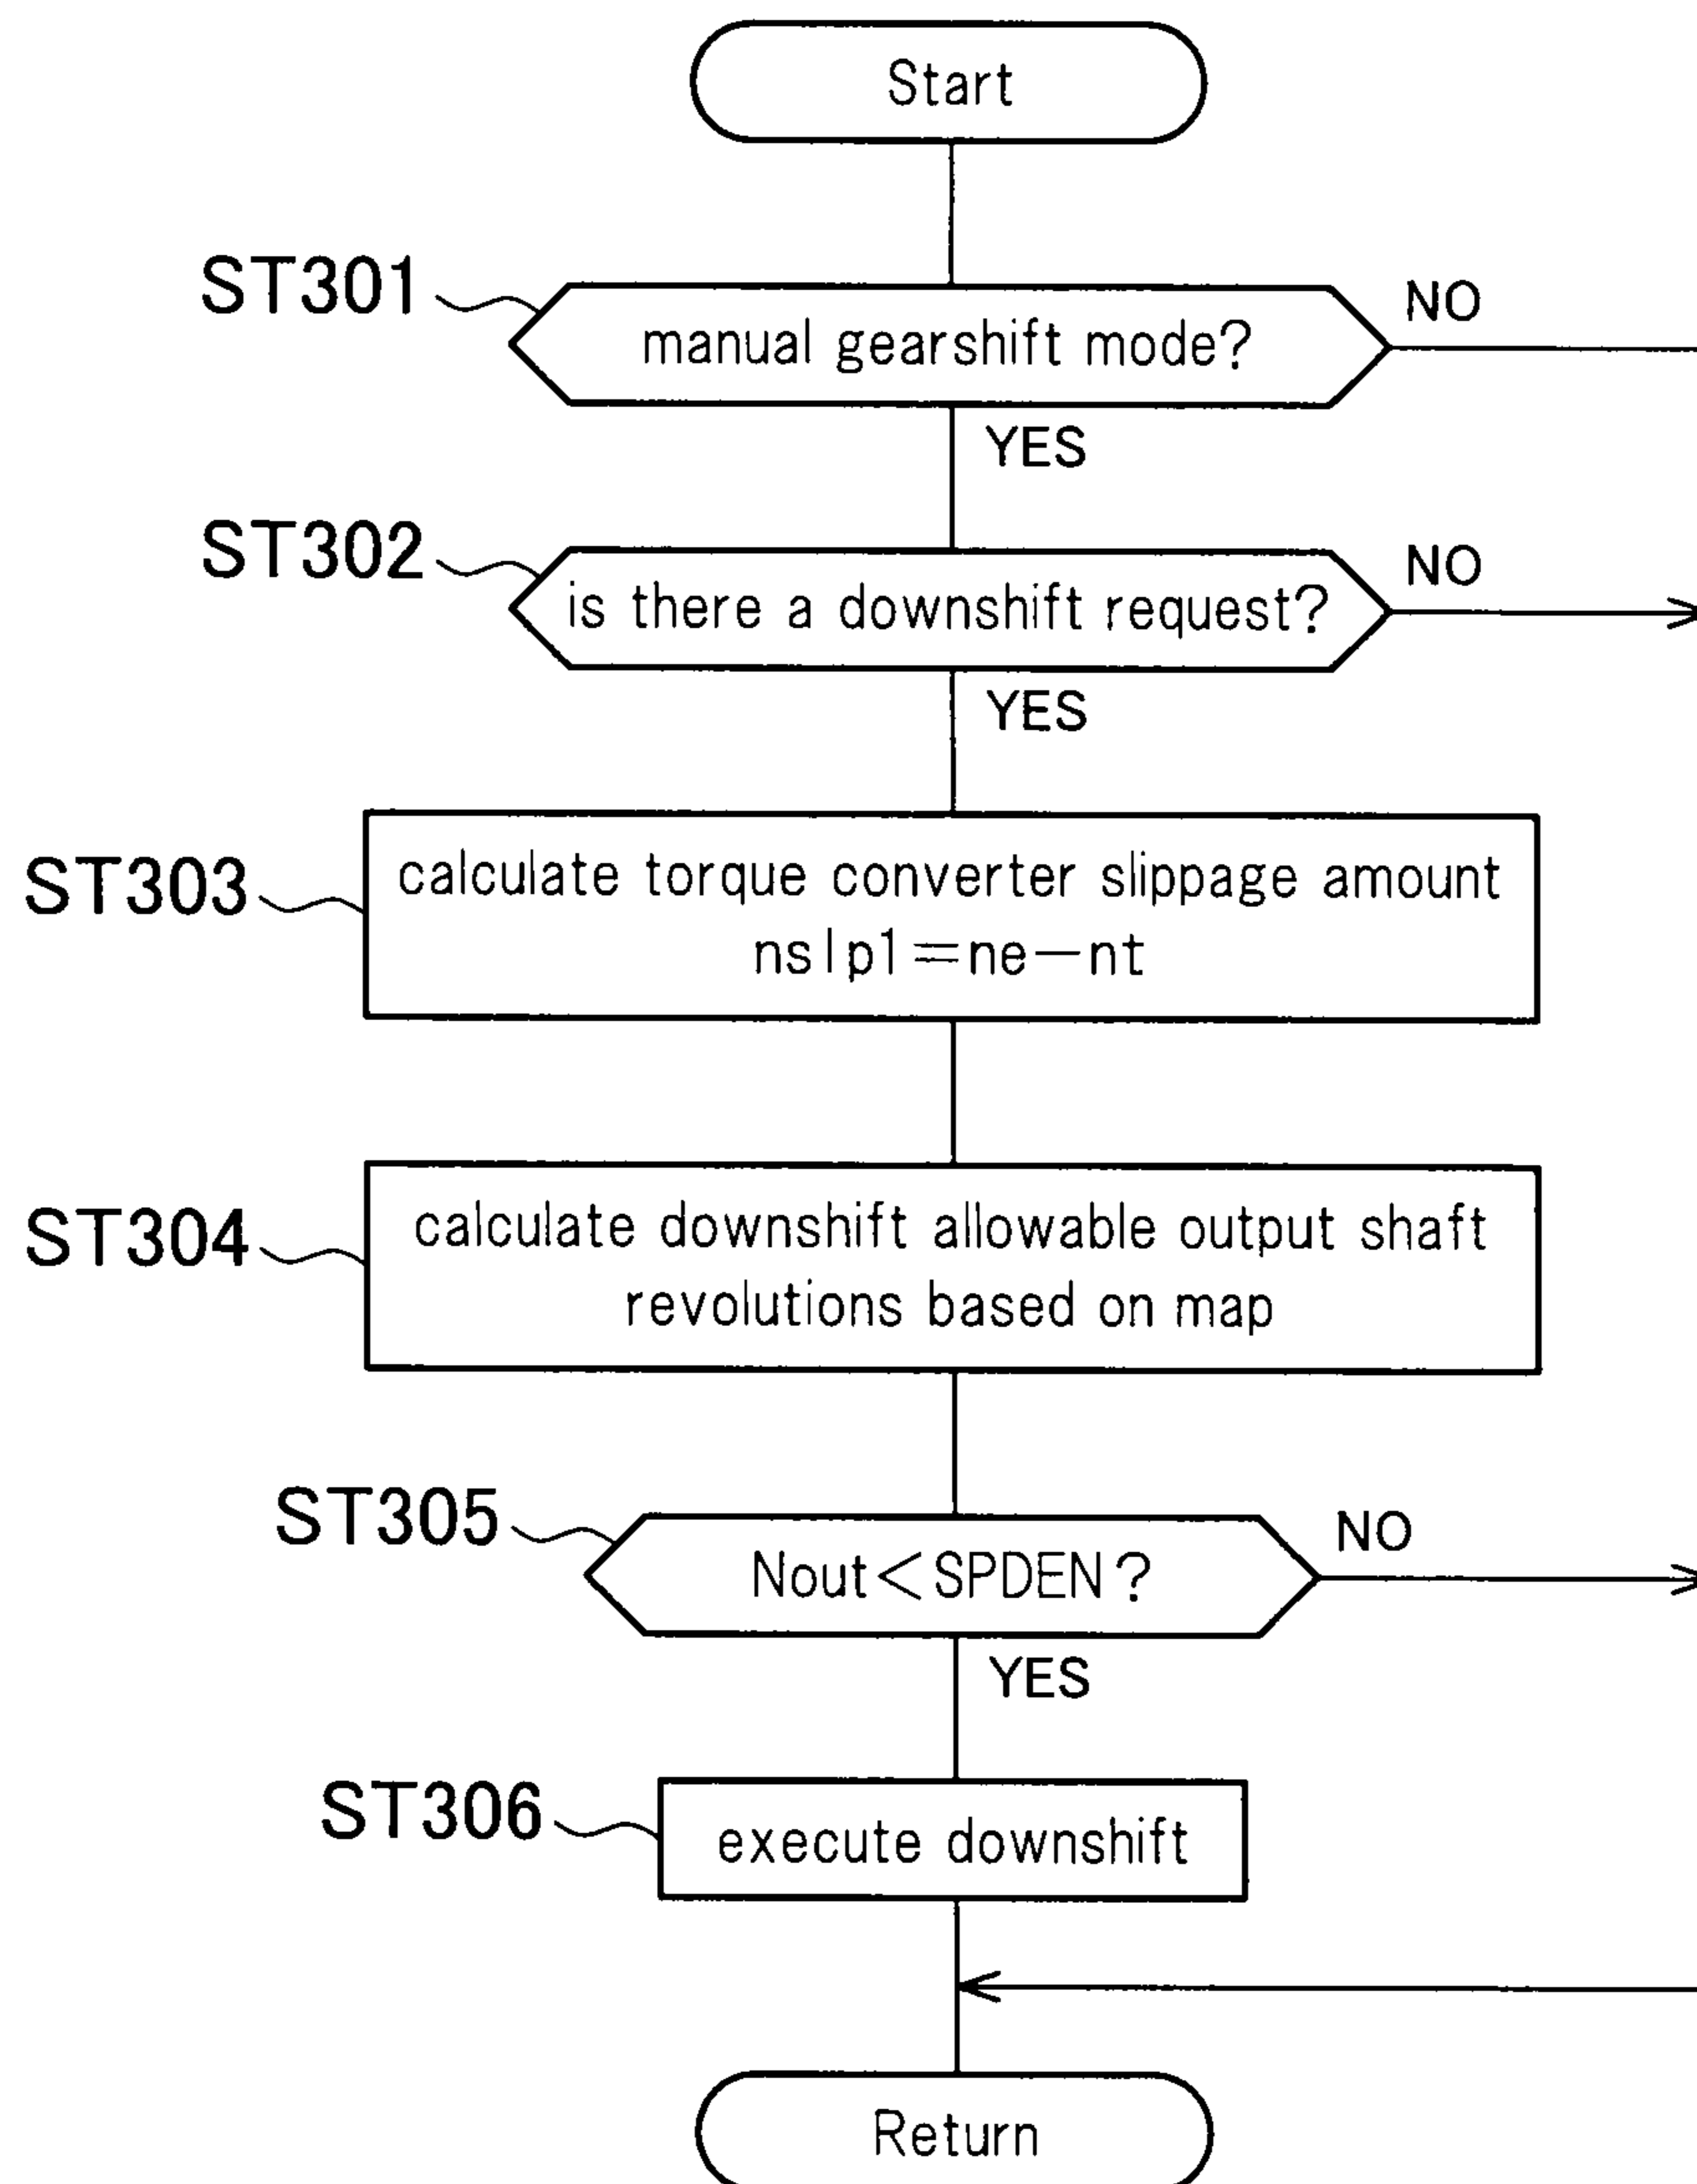 Start
ST301
manual gearshift mode?
NO
YES
ST302
is there a downshift request?
NO
YES
ST303
calculate torque converter slippage amount
nslp1=ne−nt
ST304
calculate downshift allowable output shaft
revolutions based on map
ST305
Nout<SPDEN?
NO
YES
ST306
execute downshift
Return